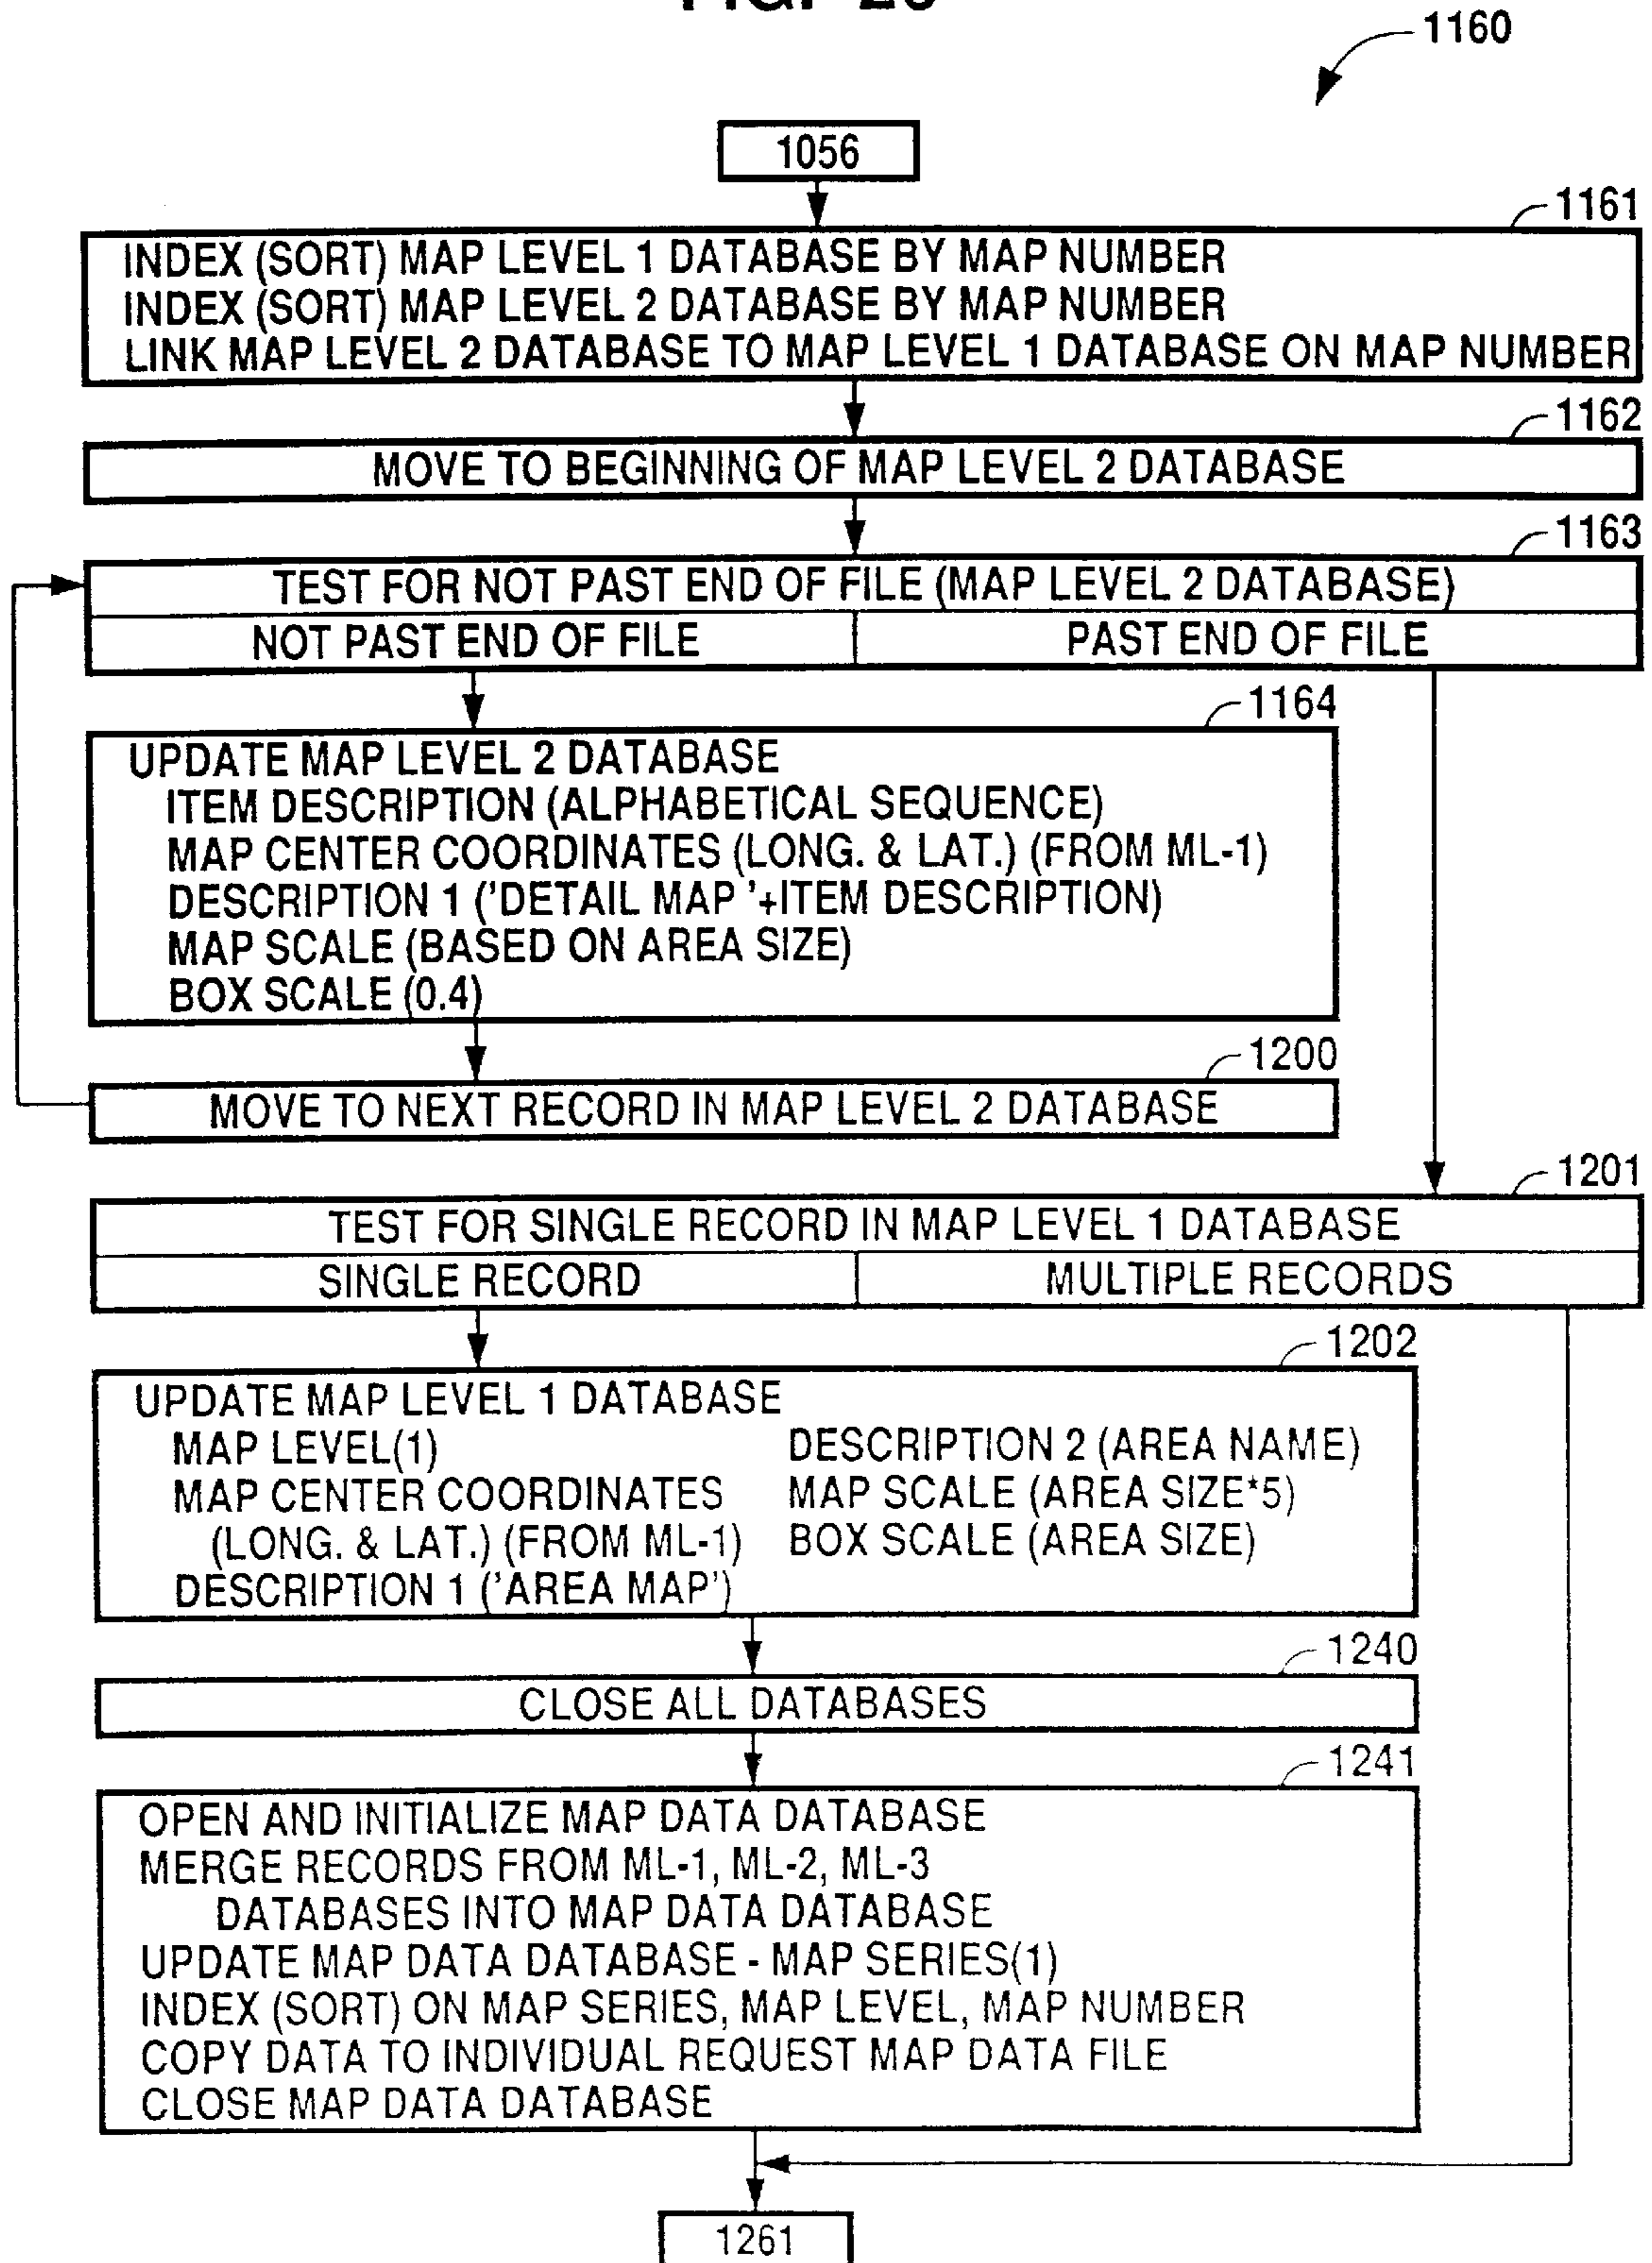 1160
1056
1161
INDEX (SORT) MAP LEVEL 1 DATABASE BY MAP NUMBER
INDEX (SORT) MAP LEVEL 2 DATABASE BY MAP NUMBER
LINK MAP LEVEL 2 DATABASE TO MAP LEVEL 1 DATABASE ON MAP NUMBER
1162
MOVE TO BEGINNING OF MAP LEVEL 2 DATABASE
1163
TEST FOR NOT PAST END OF FILE (MAP LEVEL 2 DATABASE)
NOT PAST END OF FILE
PAST END OF FILE
1164
UPDATE MAP LEVEL 2 DATABASE
ITEM DESCRIPTION (ALPHABETICAL SEQUENCE)
MAP CENTER COORDINATES (LONG. & LAT.) (FROM ML-1)
DESCRIPTION 1 ('DETAIL MAP '+ITEM DESCRIPTION)
MAP SCALE (BASED ON AREA SIZE)
BOX SCALE (0.4)
1200
MOVE TO NEXT RECORD IN MAP LEVEL 2 DATABASE
1201
TEST FOR SINGLE RECORD IN MAP LEVEL 1 DATABASE
SINGLE RECORD
MULTIPLE RECORDS
1202
UPDATE MAP LEVEL 1 DATABASE
MAP LEVEL(1)
MAP CENTER COORDINATES
(LONG. & LAT.) (FROM ML-1)
DESCRIPTION 1 ('AREA MAP')
DESCRIPTION 2 (AREA NAME)
MAP SCALE (AREA SIZE*5)
BOX SCALE (AREA SIZE)
1240
CLOSE ALL DATABASES
1241
OPEN AND INITIALIZE MAP DATA DATABASE
MERGE RECORDS FROM ML-1, ML-2, ML-3
DATABASES INTO MAP DATA DATABASE
UPDATE MAP DATA DATABASE - MAP SERIES(1)
INDEX (SORT) ON MAP SERIES, MAP LEVEL, MAP NUMBER
COPY DATA TO INDIVIDUAL REQUEST MAP DATA FILE
CLOSE MAP DATA DATABASE
1261